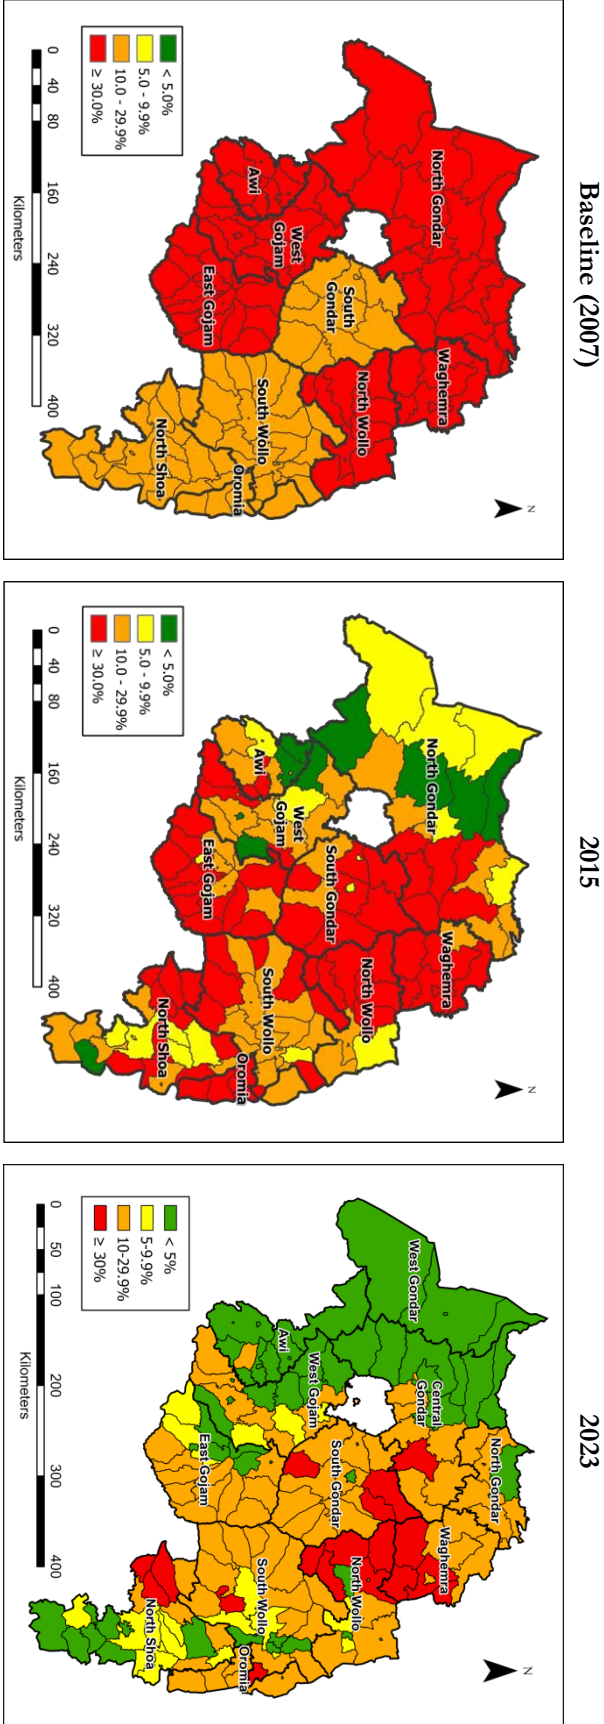 Baseline (2007)
N
North Gondar
Waghemra
South
Gondar
North Wollo
West
Gojam
Awi
East Gojam
South Wollo
Oromia
North Shoa
< 5.0%
5.0 - 9.9%
10.0 - 29.9%
≥ 30.0%
0 40 80 160 240 320 400
Kilometers
2015
N
North Gondar
Waghemra
South Gondar
North Wollo
West
Gojam
Awi
East Gojam
South Wollo
Oromia
North Shoa
< 5.0%
5.0 - 9.9%
10.0 - 29.9%
≥ 30.0%
0 40 80 160 240 320 400
Kilometers
2023
N
North Gondar
West Gondar
Central
Gondar
Waghemra
South Gondar
North Wollo
West Gojam
Awi
East Gojam
South Wollo
Oromia
North Shoa
< 5%
5-9.9%
10-29.9%
≥ 30%
0 50 100 200 300 400
Kilometers